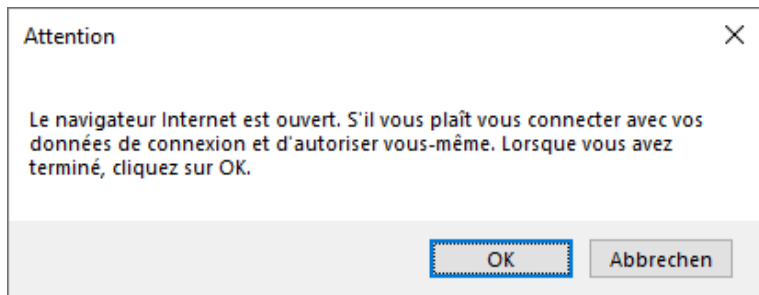 Attention
Le navigateur Internet est ouvert. S'il vous plaît vous connecter avec vos
données de connexion et d'autoriser vous-même. Lorsque vous avez
terminé, cliquez sur OK.
OK
Abbrechen